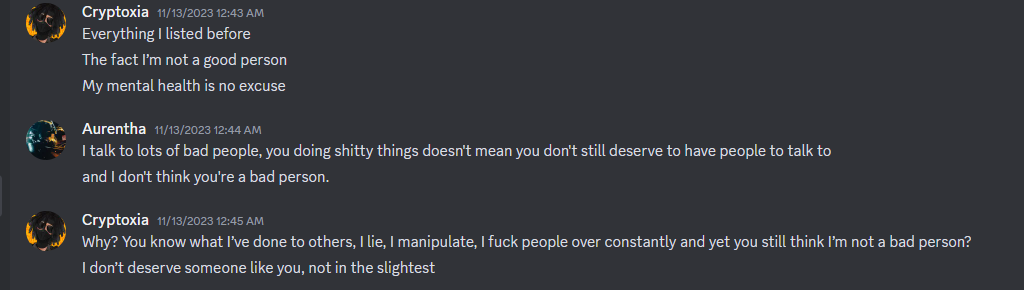 Cryptoxia 11/13/2023 12:43 AM
Everything I listed before
The fact I'm not a good person
My mental health is no excuse
Aurentha 11/13/2023 12:44 AM
I talk to lots of bad people, you doing shitty things doesn't mean you don't still deserve to have people to talk to
and I don't think you're a bad person.
Cryptoxia 11/13/2023 12:45 AM
Why? You know what I've done to others, I lie, I manipulate, I fuck people over constantly and yet you still think I'm not a bad person?
I don't deserve someone like you, not in the slightest